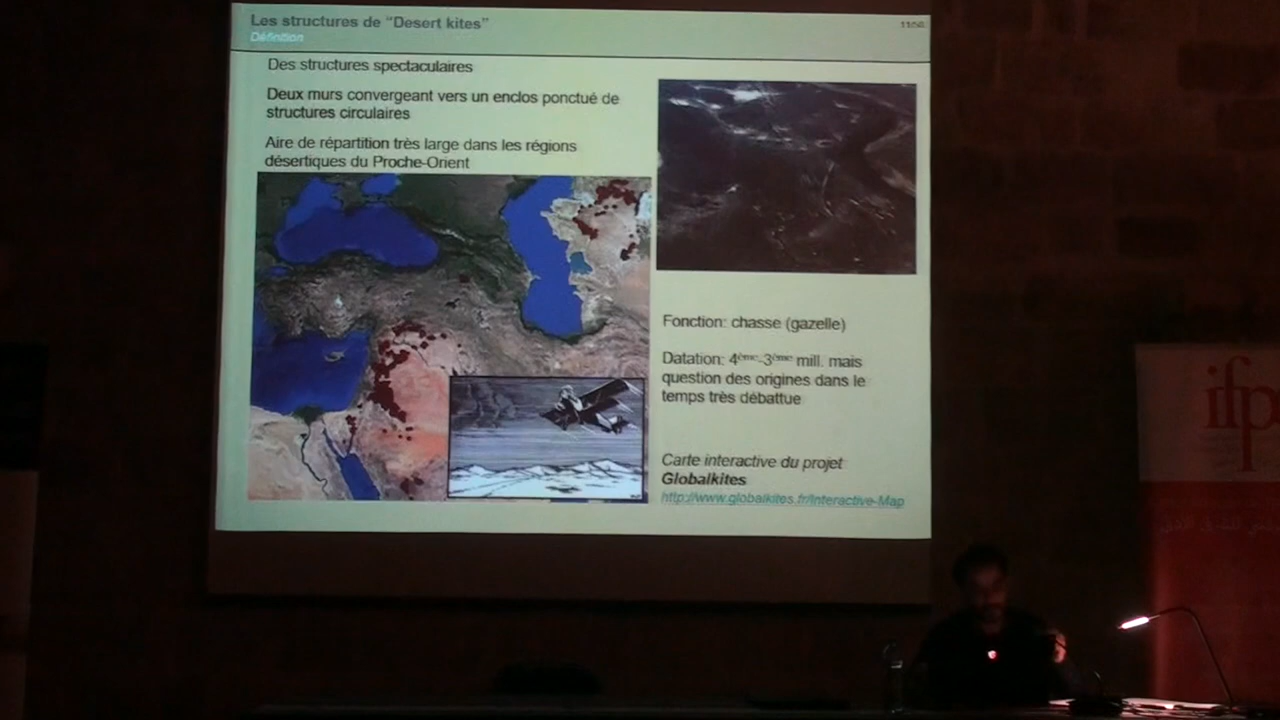 Les structures de "Desert kites"
Définition
Des structures spectaculaires
Deux murs convergeant vers un enclos ponctué de
structures circulaires
Aire de répartition très large dans les régions
désertiques du Proche-Orient
Fonction: chasse (gazelle)
Datation: 4ème-3ème mill. mais
question des origines dans le
temps très débattue
Carte interactive du projet
Globalkites
http://www.globalkites.fr/Interactive-Map
ifp